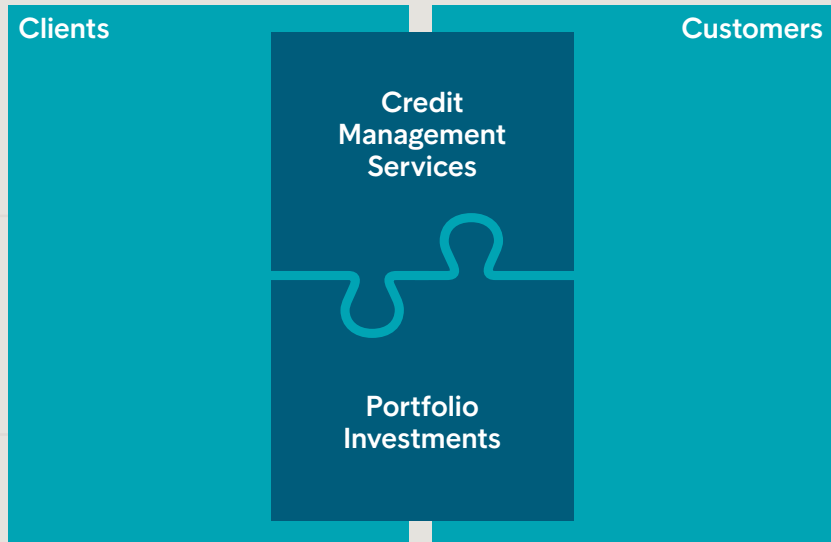 Clients
Customers
Credit
Management
Services
Portfolio
Investments